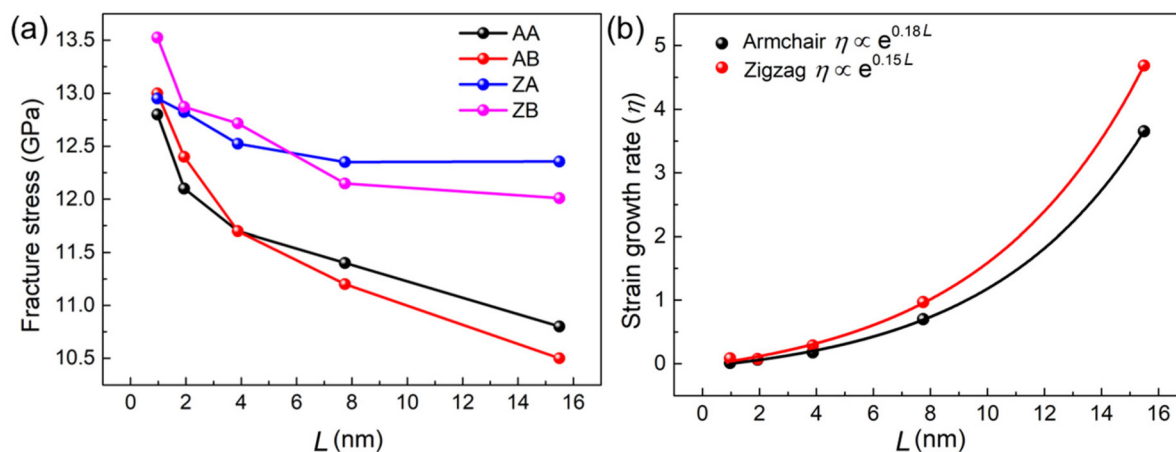 (a)
Fracture stress (GPa)
13.5
13.0
12.5
12.0
11.5
11.0
10.5
AA
AB
ZA
ZB
0 2 4 6 8 10 12 14 16
L (nm)
(b)
Strain growth rate (η)
5
4
3
2
1
0
Armchair η ∝ e^0.18L
Zigzag η ∝ e^0.15L
0 2 4 6 8 10 12 14 16
L (nm)